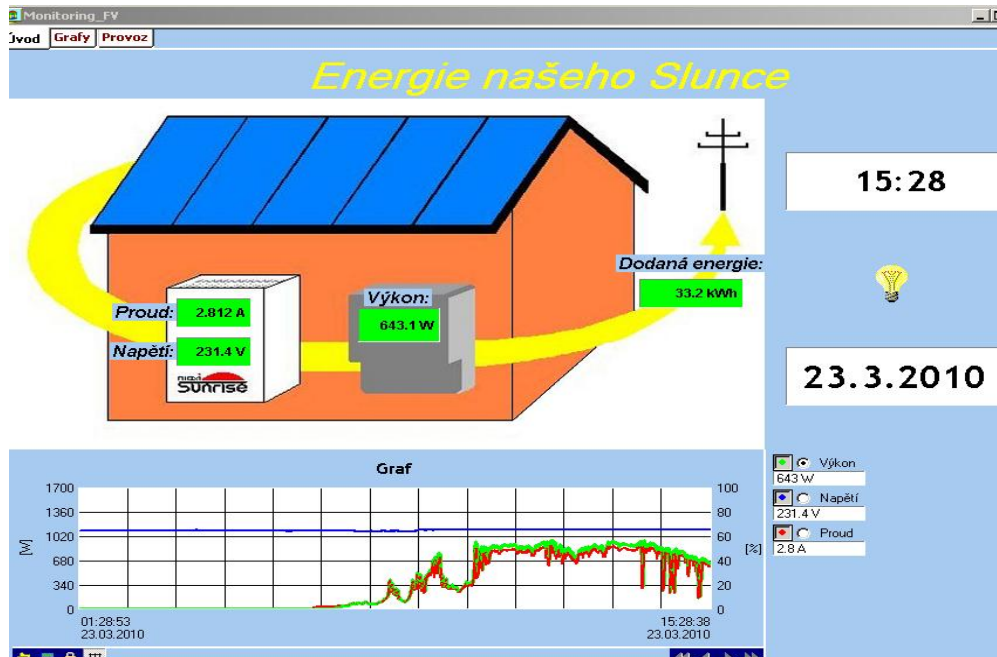 Monitoring_FV
Úvod Grafy Provoz
Energie našeho Slunce
15:28
Dodaná energie:
33.2 kWh
Výkon:
643.1 W
Proud: 2.812 A
Napětí: 231.4 V
Sunrise
23.3.2010
Graf
1700
1360
1020
680
340
0
[W]
100
80
60
40
20
0
[%]
01:28:53
23.03.2010
15:28:38
23.03.2010
Výkon
643 W
Napětí
231.4 V
Proud
2.8 A